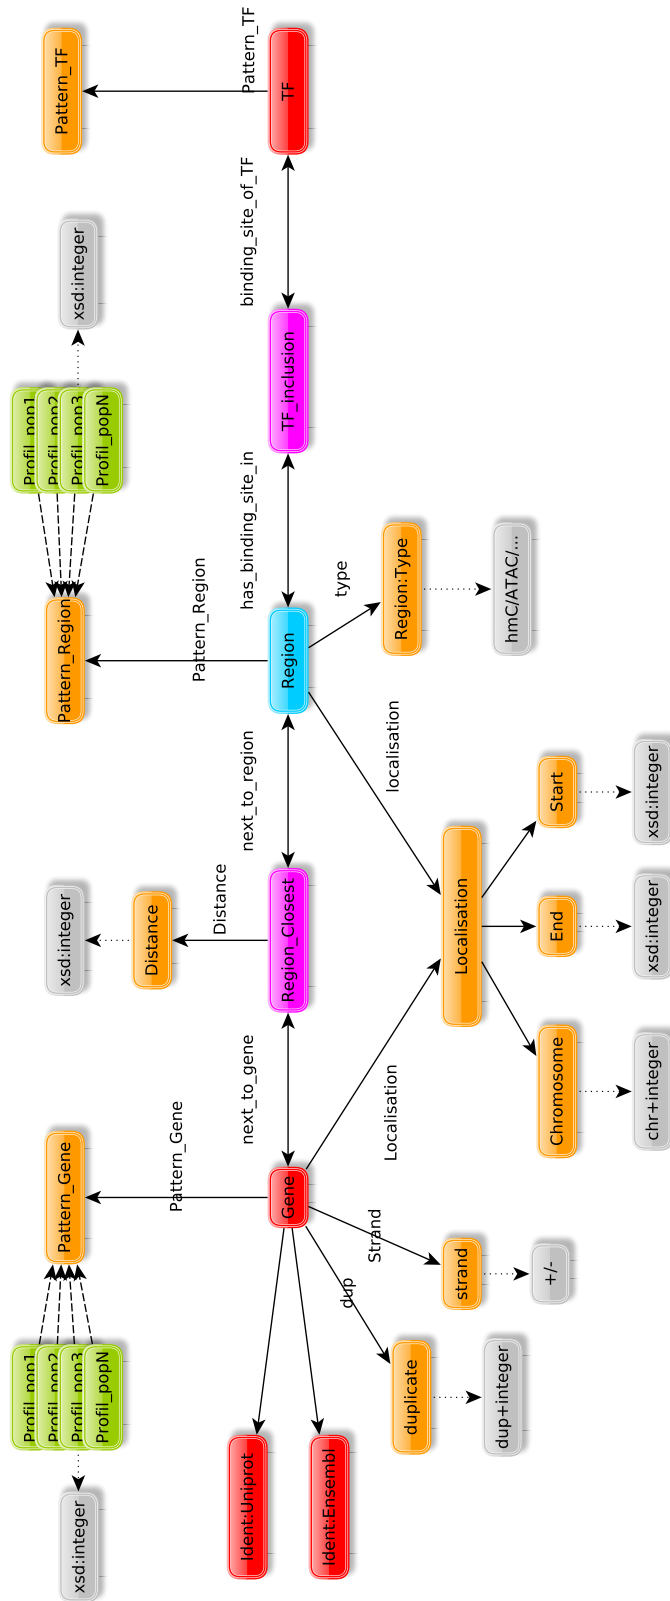 Profil_pop1
Profil_pop2
Profil_pop3
Profil_popN
xsd:integer
Pattern_Gene
xsd:integer
Pattern_Region
Profil_pop1
Profil_pop2
Profil_pop3
Profil_popN
xsd:integer
Pattern_TF
Distance
Pattern_Gene
Distance
Pattern_Region
Pattern_TF
next_to_gene
next_to_region
has_binding_site_in
binding_site_of_TF
Ident:Uniprot
Ident:Ensembl
Gene
Region_Closest
Region
TF_inclusion
TF
dup
Strand
Localisation
localisation
type
duplicate
strand
Localisation
Region:Type
dup+integer
+/-
Chromosome
End
Start
hmC/ATAC/...
chr+integer
xsd:integer
xsd:integer